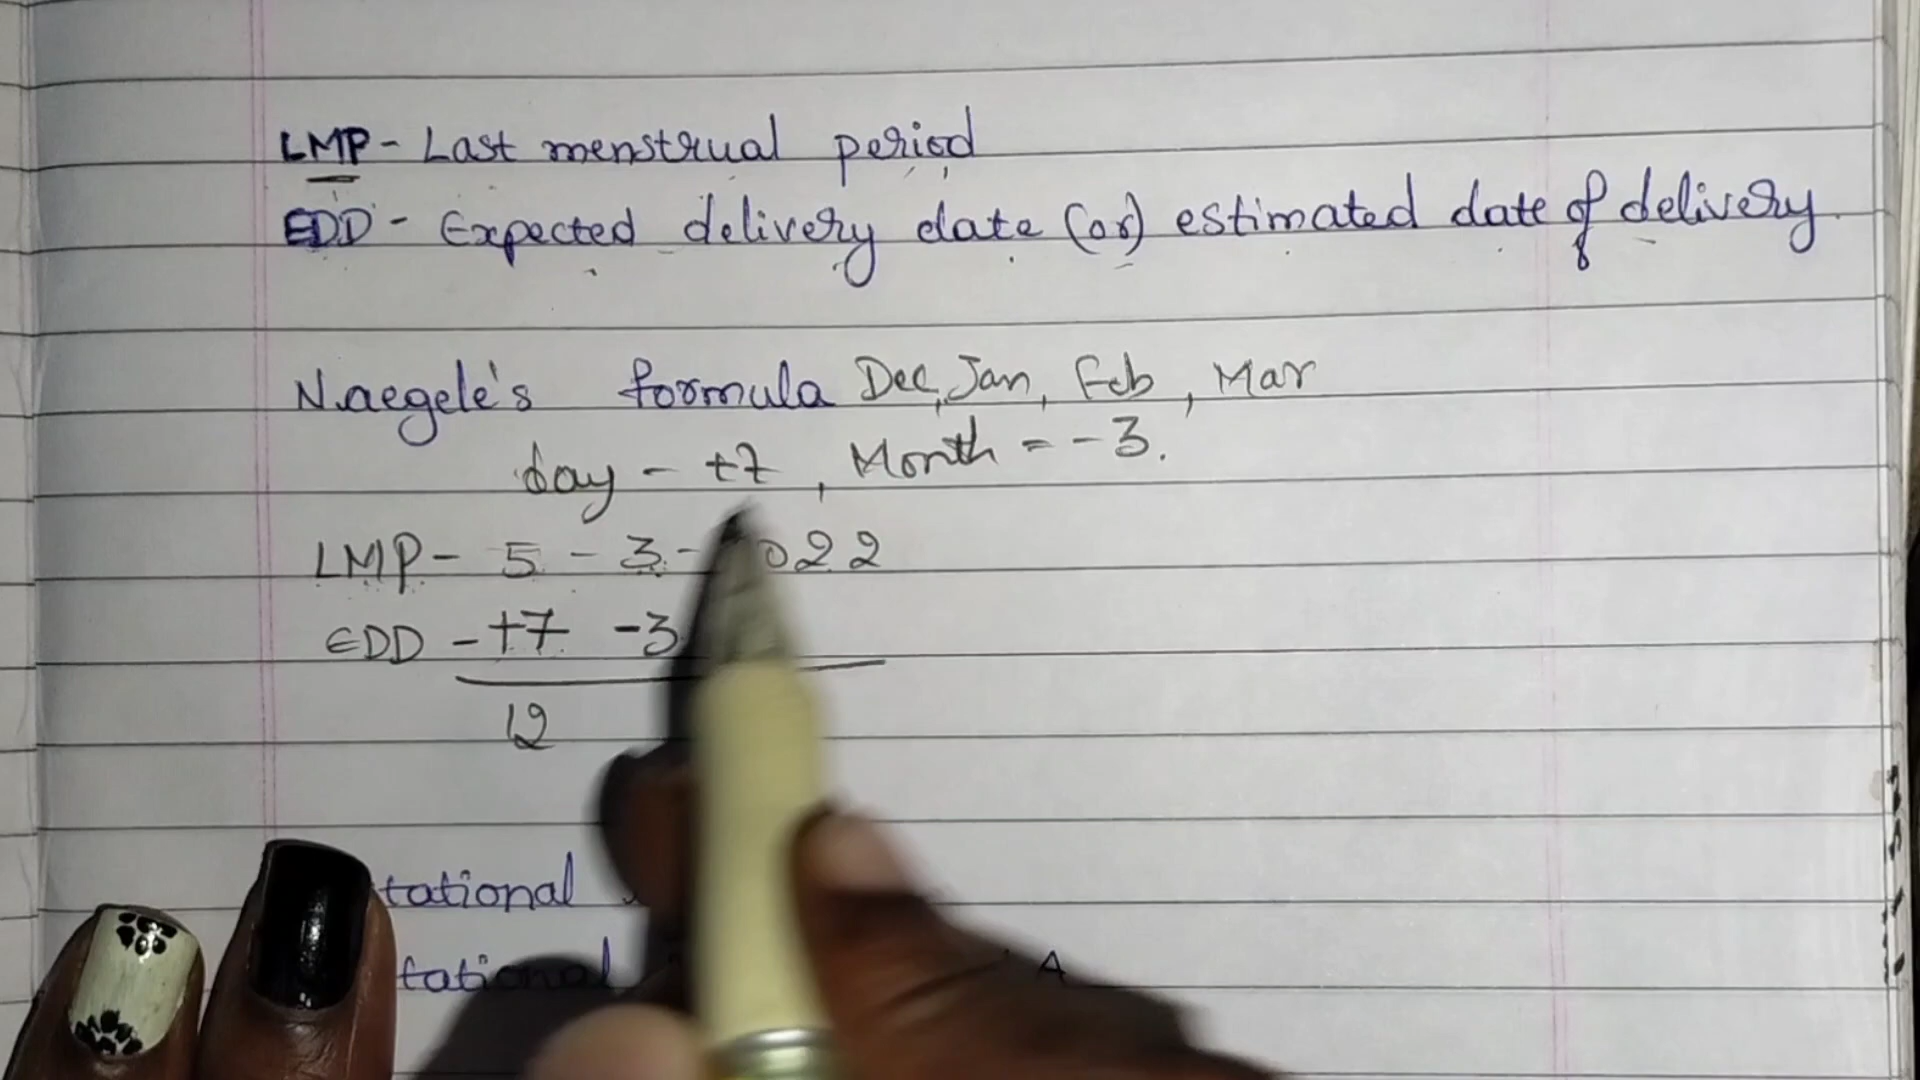 LMP - Last menstrual period
EDD - Expected delivery date (or) estimated date of delivery.
Naegele's formula Dec, Jan, Feb, Mar
day - +7, Month = -3.
LMP - 5 - 3 - 022
EDD - +7 -3
12
tational
tational